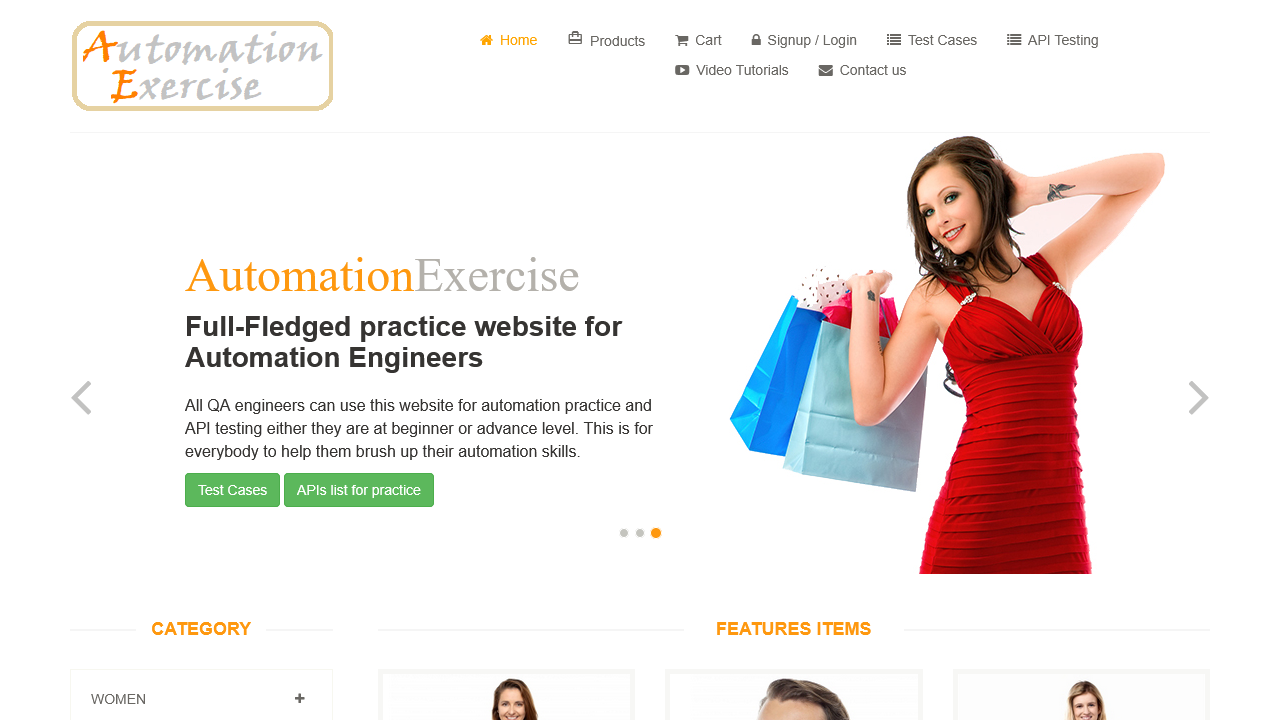 Automation
Exercise
Home
Products
Cart
Signup / Login
Test Cases
API Testing
Video Tutorials
Contact us
AutomationExercise
Full-Fledged practice website for
Automation Engineers
All QA engineers can use this website for automation practice and
API testing either they are at beginner or advance level. This is for
everybody to help them brush up their automation skills.
Test Cases
APIs list for practice
CATEGORY
FEATURES ITEMS
WOMEN